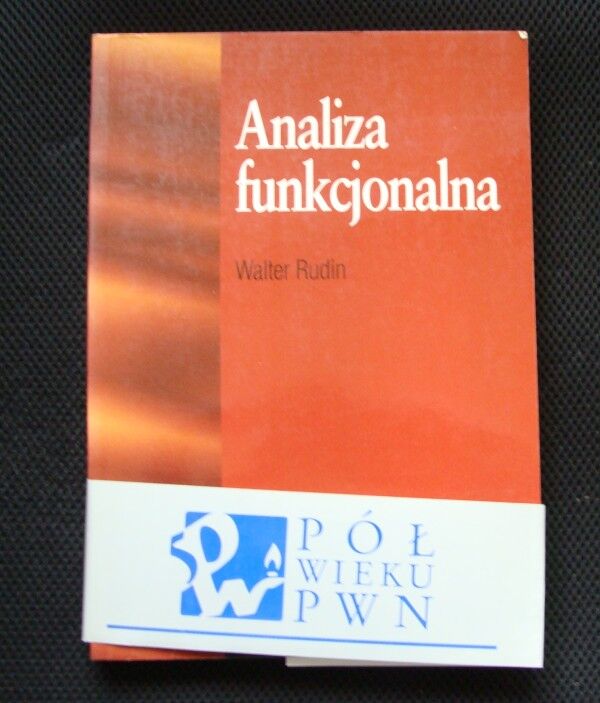 Analiza
funkcjonalna
Walter Rudin
PÓŁ
WIEKU
PWN